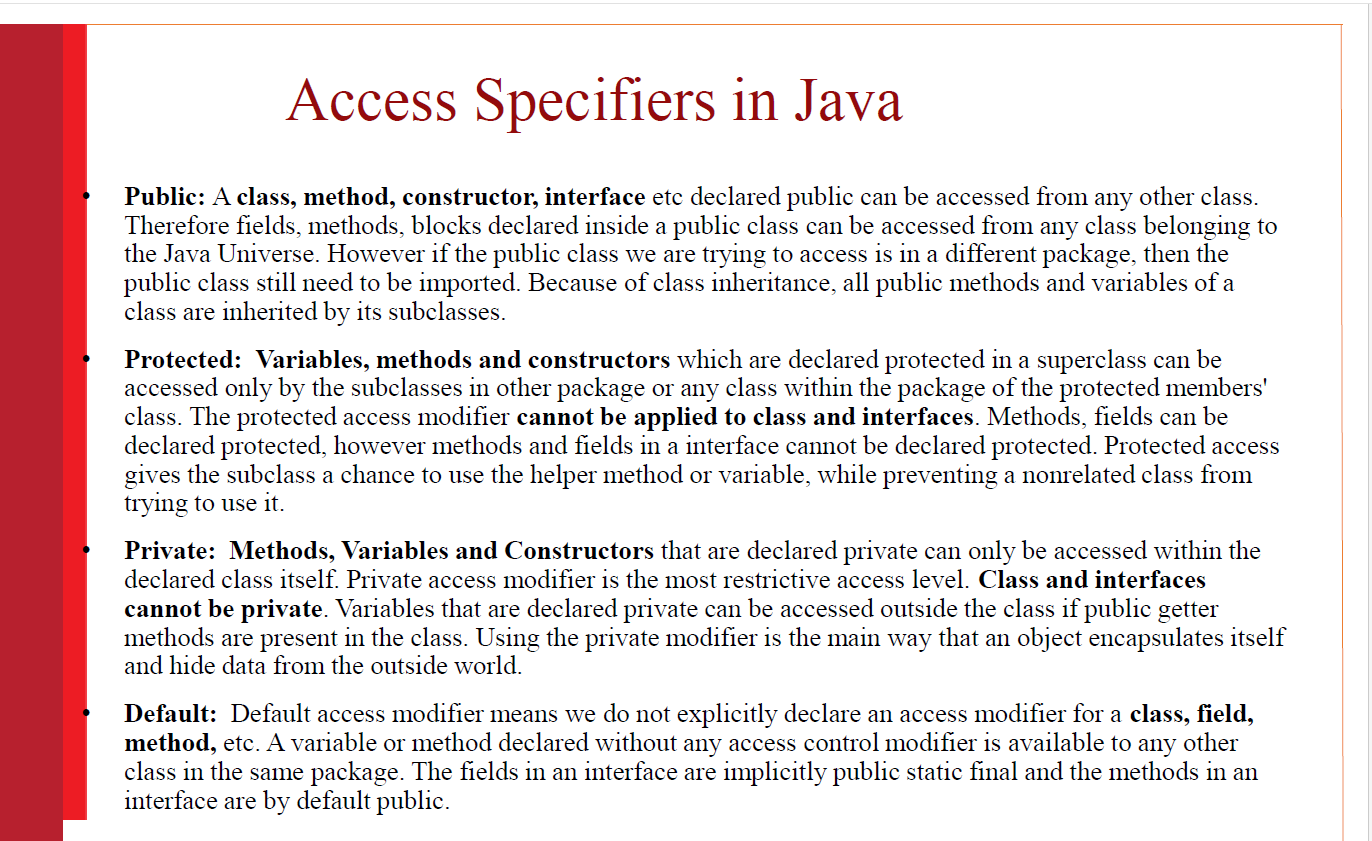 Access Specifiers in Java
• Public: A class, method, constructor, interface etc declared public can be accessed from any other class.
Therefore fields, methods, blocks declared inside a public class can be accessed from any class belonging to
the Java Universe. However if the public class we are trying to access is in a different package, then the
public class still need to be imported. Because of class inheritance, all public methods and variables of a
class are inherited by its subclasses.
• Protected: Variables, methods and constructors which are declared protected in a superclass can be
accessed only by the subclasses in other package or any class within the package of the protected members'
class. The protected access modifier cannot be applied to class and interfaces. Methods, fields can be
declared protected, however methods and fields in a interface cannot be declared protected. Protected access
gives the subclass a chance to use the helper method or variable, while preventing a nonrelated class from
trying to use it.
• Private: Methods, Variables and Constructors that are declared private can only be accessed within the
declared class itself. Private access modifier is the most restrictive access level. Class and interfaces
cannot be private. Variables that are declared private can be accessed outside the class if public getter
methods are present in the class. Using the private modifier is the main way that an object encapsulates itself
and hide data from the outside world.
• Default: Default access modifier means we do not explicitly declare an access modifier for a class, field,
method, etc. A variable or method declared without any access control modifier is available to any other
class in the same package. The fields in an interface are implicitly public static final and the methods in an
interface are by default public.